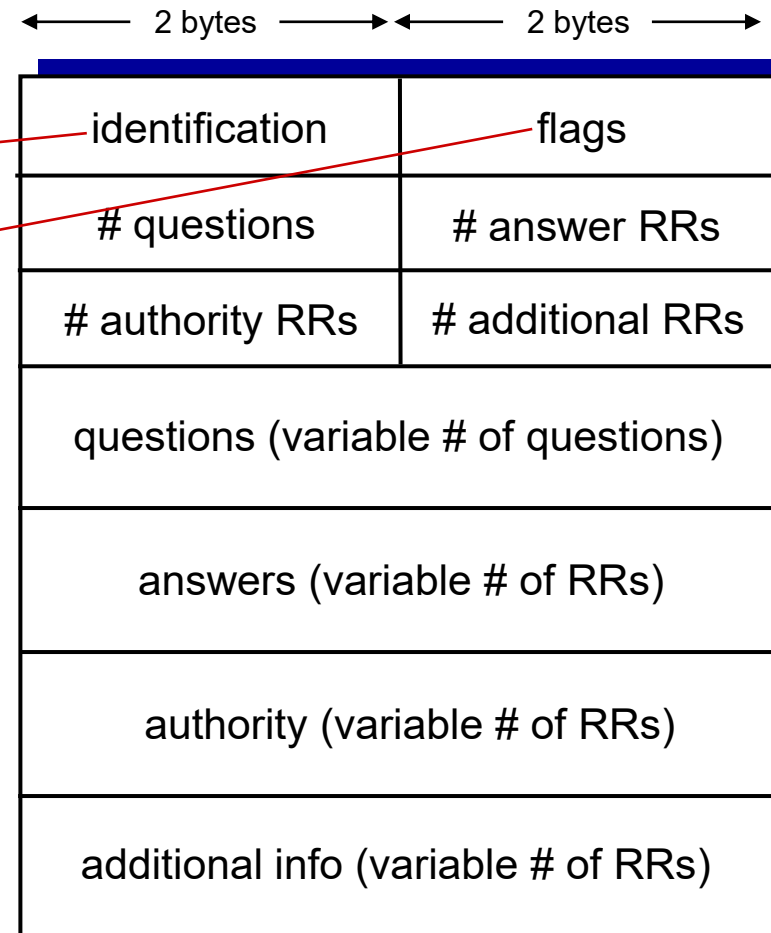 2 bytes 2 bytes
identification flags
# questions # answer RRs
# authority RRs # additional RRs
questions (variable # of questions)
answers (variable # of RRs)
authority (variable # of RRs)
additional info (variable # of RRs)